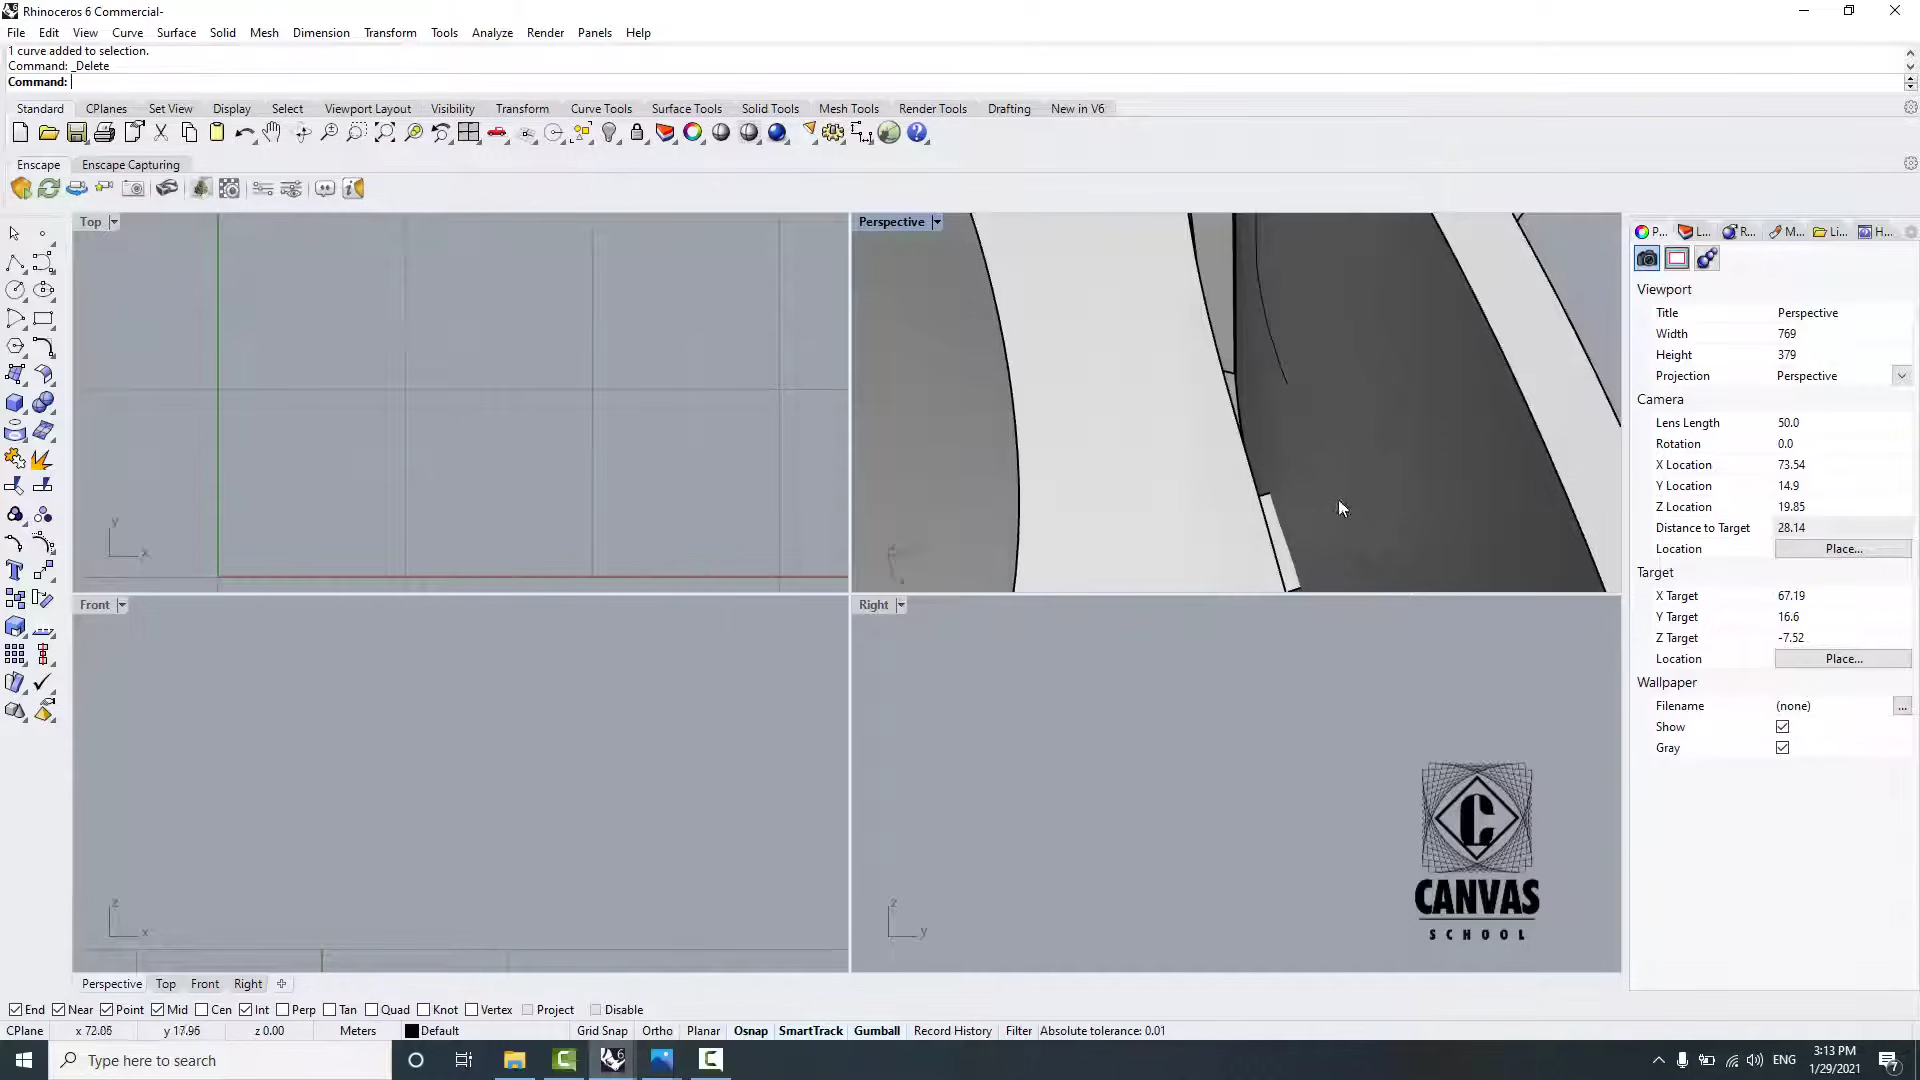 Rhinoceros 6 Commercial-
File Edit View Curve Surface Solid Mesh Dimension Transform Tools Analyze Render Panels Help
1 curve added to selection.
Command: _Delete
Command:
Standard CPlanes Set View Display Select Viewport Layout Visibility Transform Curve Tools Surface Tools Solid Tools Mesh Tools Render Tools Drafting New in V6
Enscape Enscape Capturing
Top
Perspective
P... L... R... M... Li... H...
Viewport
Title Perspective
Width 769
Height 379
Projection Perspective
Camera
Lens Length 50.0
Rotation 0.0
X Location 73.54
Y Location 14.9
Z Location 19.85
Distance to Target 28.14
Location Place...
Target
X Target 67.19
Y Target 16.6
Z Target -7.52
Location Place...
Wallpaper
Filename (none) ...
Show
Gray
y
x
Front
Right
z
x
z
y
C
CANVAS
SCHOOL
Perspective Top Front Right
End Near Point Mid Cen Int Perp Tan Quad Knot Vertex Project Disable
CPlane x 72.05 y 17.95 z 0.00 Meters Default Grid Snap Ortho Planar Osnap SmartTrack Gumball Record History Filter Absolute tolerance: 0.01
Type here to search
ENG
3:13 PM
1/29/2021
7